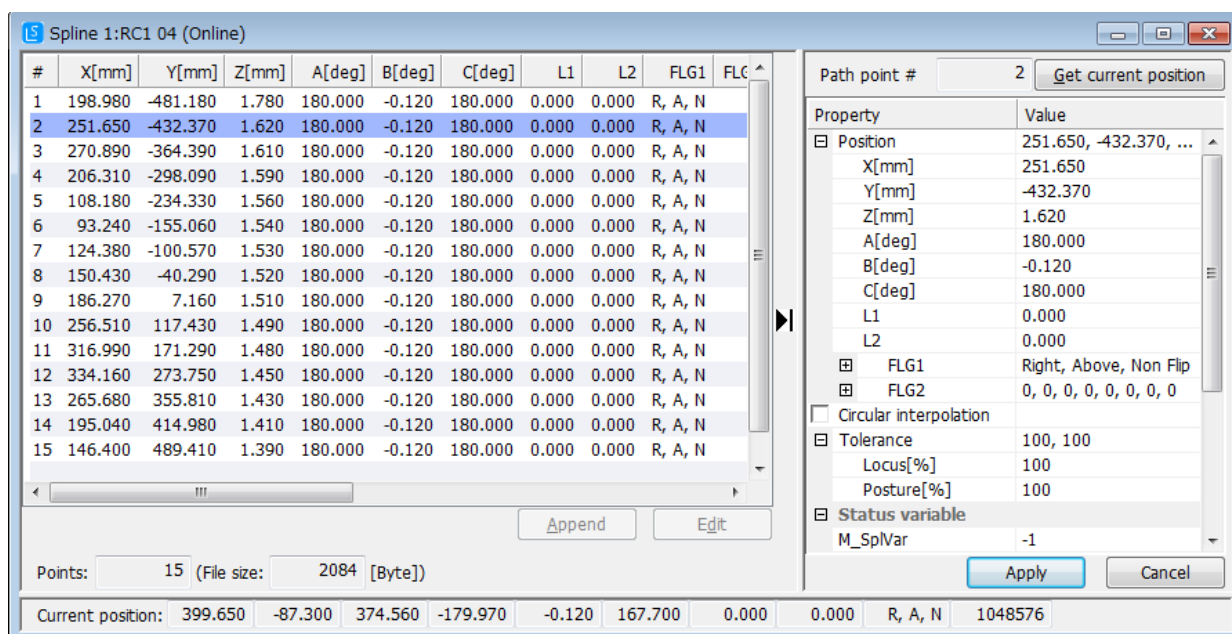 Spline 1:RC1 04 (Online)
# X[mm] Y[mm] Z[mm] A[deg] B[deg] C[deg] L1 L2 FLG1 FLG
1 198.980 -481.180 1.780 180.000 -0.120 180.000 0.000 0.000 R, A, N
2 251.650 -432.370 1.620 180.000 -0.120 180.000 0.000 0.000 R, A, N
3 270.890 -364.390 1.610 180.000 -0.120 180.000 0.000 0.000 R, A, N
4 206.310 -298.090 1.590 180.000 -0.120 180.000 0.000 0.000 R, A, N
5 108.180 -234.330 1.560 180.000 -0.120 180.000 0.000 0.000 R, A, N
6 93.240 -155.060 1.540 180.000 -0.120 180.000 0.000 0.000 R, A, N
7 124.380 -100.570 1.530 180.000 -0.120 180.000 0.000 0.000 R, A, N
8 150.430 -40.290 1.520 180.000 -0.120 180.000 0.000 0.000 R, A, N
9 186.270 7.160 1.510 180.000 -0.120 180.000 0.000 0.000 R, A, N
10 256.510 117.430 1.490 180.000 -0.120 180.000 0.000 0.000 R, A, N
11 316.990 171.290 1.480 180.000 -0.120 180.000 0.000 0.000 R, A, N
12 334.160 273.750 1.450 180.000 -0.120 180.000 0.000 0.000 R, A, N
13 265.680 355.810 1.430 180.000 -0.120 180.000 0.000 0.000 R, A, N
14 195.040 414.980 1.410 180.000 -0.120 180.000 0.000 0.000 R, A, N
15 146.400 489.410 1.390 180.000 -0.120 180.000 0.000 0.000 R, A, N
Append Edit
Points: 15 (File size: 2084 [Byte])
Path point # 2 Get current position
Property Value
Position 251.650, -432.370, ...
X[mm] 251.650
Y[mm] -432.370
Z[mm] 1.620
A[deg] 180.000
B[deg] -0.120
C[deg] 180.000
L1 0.000
L2 0.000
FLG1 Right, Above, Non Flip
FLG2 0, 0, 0, 0, 0, 0, 0, 0
Circular interpolation
Tolerance 100, 100
Locus[%] 100
Posture[%] 100
Status variable
M_SplVar -1
Apply Cancel
Current position: 399.650 -87.300 374.560 -179.970 -0.120 167.700 0.000 0.000 R, A, N 1048576